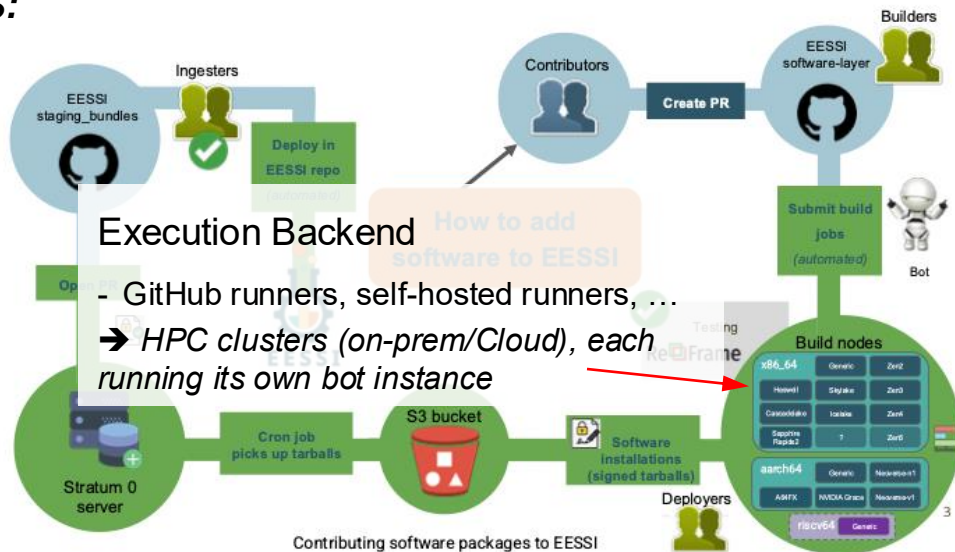 s:
Builders
EESSI
software-layer
Contributors
Create PR
Ingesters
EESSI
staging_bundles
Deploy in
EESSI repo
(automated)
How to add
software to EESSI
Submit build
jobs
(automated)
Bot
Execution Backend
- GitHub runners, self-hosted runners, …
➔ HPC clusters (on-prem/Cloud), each
running its own bot instance
Open PR
EESSI
Testing
ReFrame
Build nodes
x86_64
Generic
Zen2
Haswell
Skylake
Zen3
Cascadelake
Icelake
Zen4
Sapphire
Rapids
?
Zen5
aarch64
Generic
Neoverse-n1
A64FX
NVIDIA Grace
Neoverse-v1
riscv64
Generic
Stratum 0
server
Cron job
picks up tarballs
S3 bucket
Software
installations
(signed tarballs)
Deployers
Contributing software packages to EESSI
3